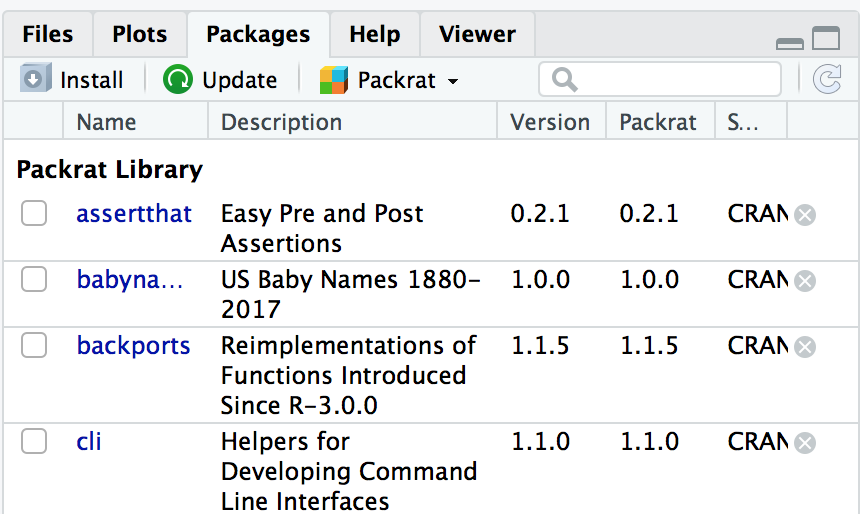 Files Plots Packages Help Viewer
Install Update Packrat
Name Description Version Packrat S...
Packrat Library
assertthat Easy Pre and Post 0.2.1 0.2.1 CRAN
Assertions
babyna... US Baby Names 1880- 1.0.0 1.0.0 CRAN
2017
backports Reimplementations of 1.1.5 1.1.5 CRAN
Functions Introduced
Since R-3.0.0
cli Helpers for 1.1.0 1.1.0 CRAN
Developing Command
Line Interfaces